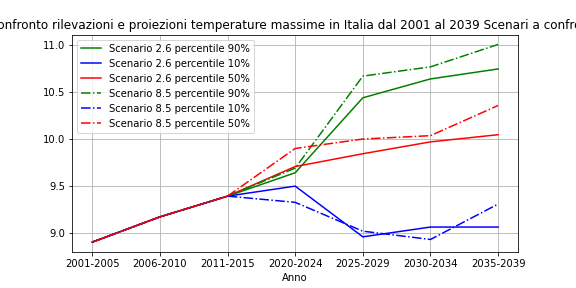 onfronto rilevazioni e proiezioni temperature massime in Italia dal 2001 al 2039 Scenari a confro
11.0
10.5
10.0
9.5
9.0
Scenario 2.6 percentile 90%
Scenario 2.6 percentile 10%
Scenario 2.6 percentile 50%
Scenario 8.5 percentile 90%
Scenario 8.5 percentile 10%
Scenario 8.5 percentile 50%
2001-2005 2006-2010 2011-2015 2020-2024 2025-2029 2030-2034 2035-2039
Anno